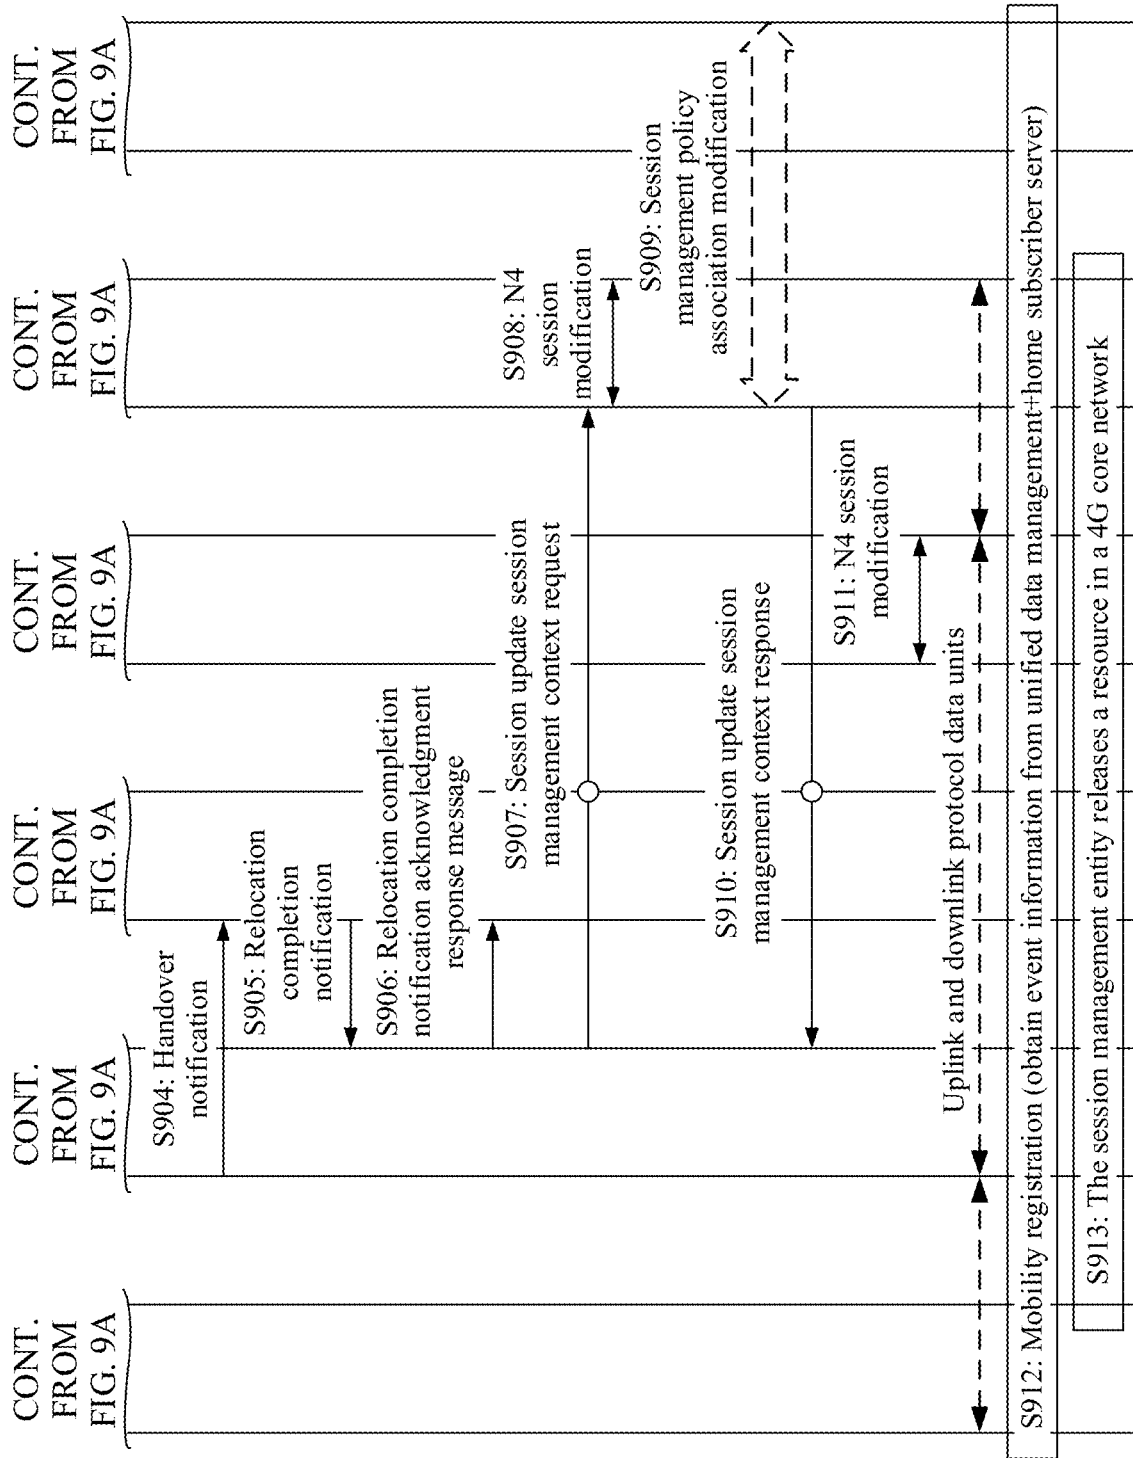 CONT.
FROM
FIG. 9A
CONT.
FROM
FIG. 9A
CONT.
FROM
FIG. 9A
CONT.
FROM
FIG. 9A
CONT.
FROM
FIG. 9A
CONT.
FROM
FIG. 9A
S904: Handover
notification
S905: Relocation
completion
notification
S906: Relocation completion
notification acknowledgment
response message
S907: Session update session
management context request
S908: N4
session
modification
S909: Session
management policy
association modification
S910: Session update session
management context response
S911: N4 session
modification
Uplink and downlink protocol data units
S912: Mobility registration (obtain event information from unified data management+home subscriber server)
S913: The session management entity releases a resource in a 4G core network